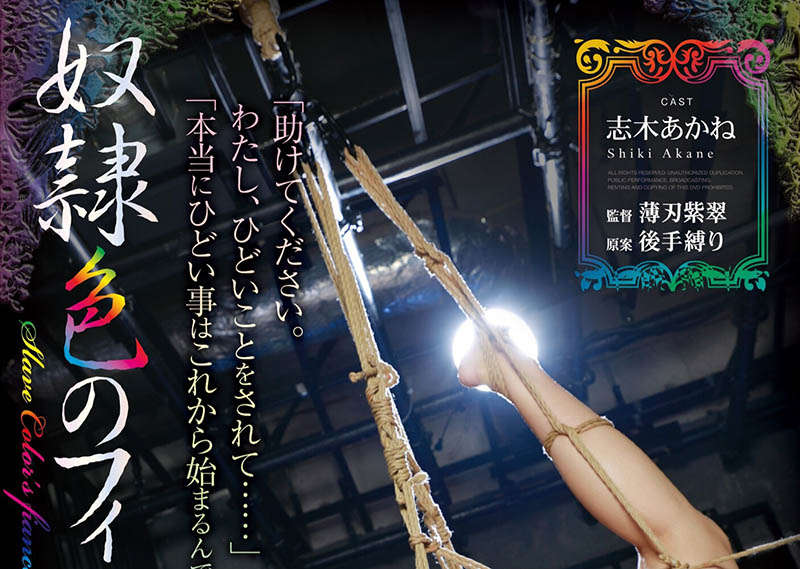 奴隷色のフィ
Slave Color's fiancé
「助けてください。
わたし、ひどいことをされて……」
「本当にひどい事はこれから始まるんで
CAST
志木あかね
Shiki Akane
ALL RIGHTS RESERVED. UNAUTHORIZED DUPLICATION,
PUBLIC PERFORMANCE, BROADCASTING,
RENTING AND COPYING OF THIS DVD PROHIBITED.
監督 薄刃紫翠
原案 後手縛り